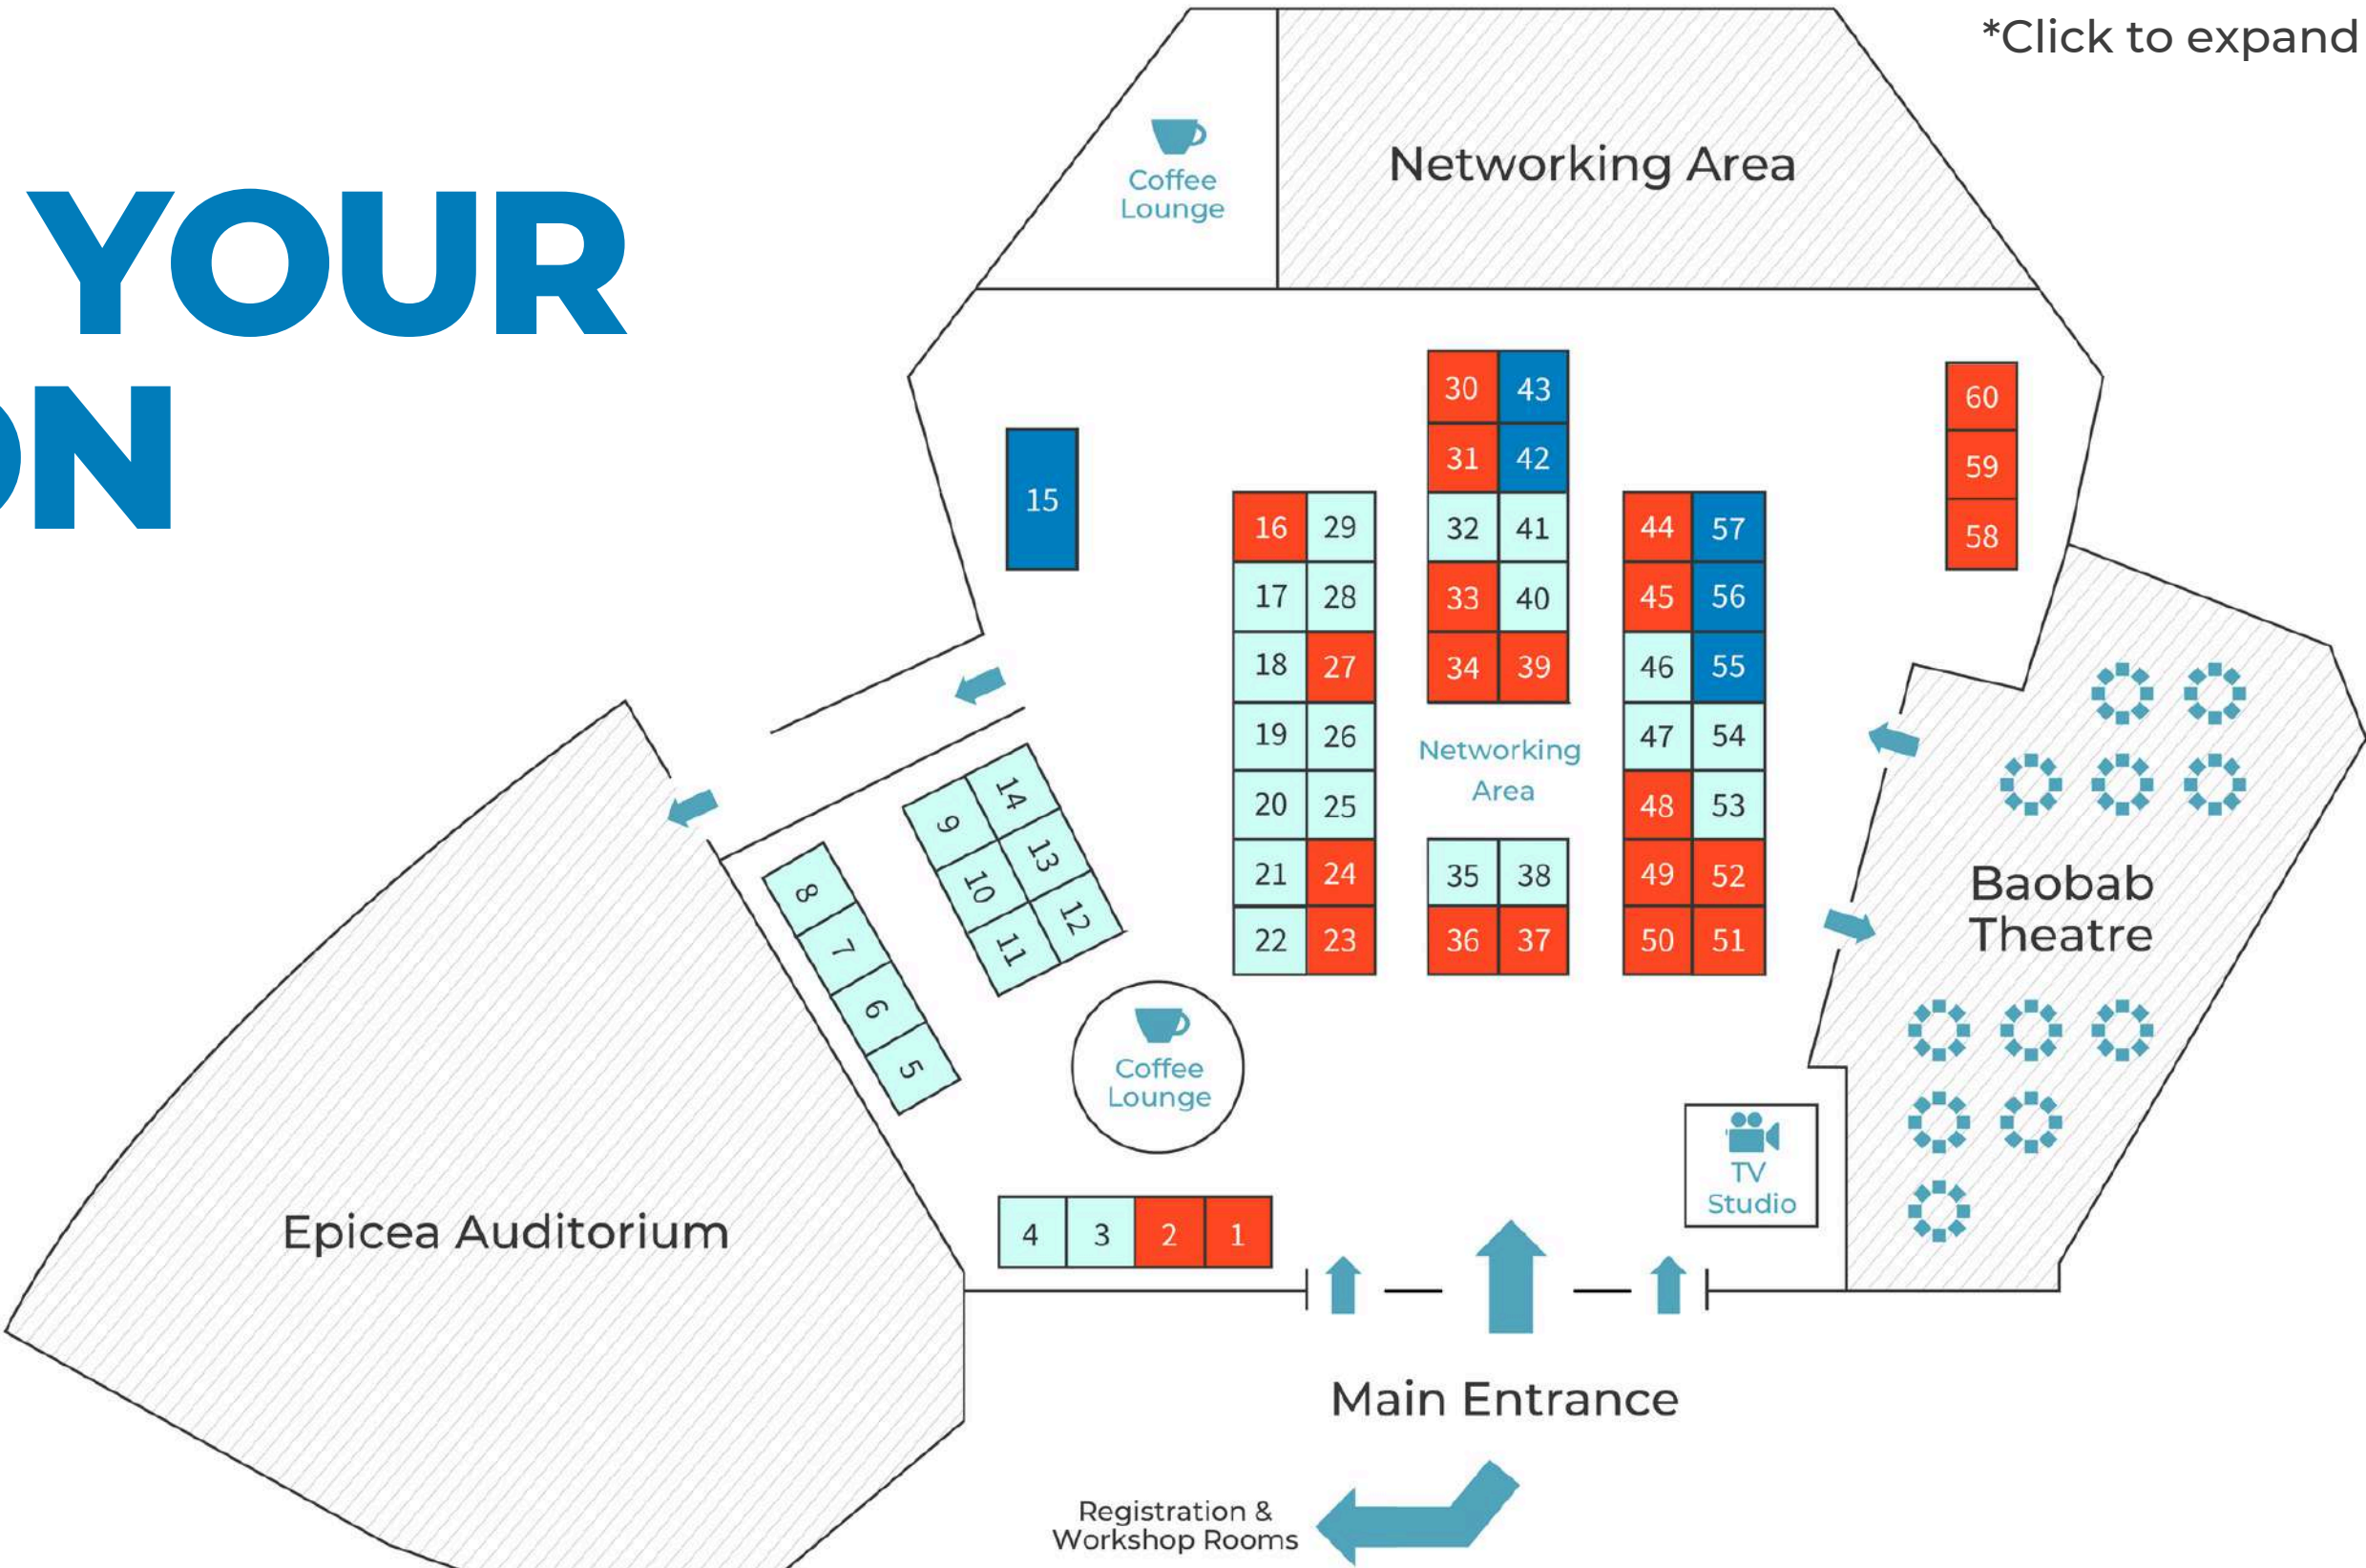 *Click to expand
YOUR
ON
Coffee
Lounge
Networking Area
30 43
31 42
32 41
33 40
34 39
60
59
58
15
16 29
17 28
18 27
19 26
20 25
21 24
22 23
44 57
45 56
46 55
47 54
48 53
49 52
50 51
Networking
Area
35 38
36 37
14
9
13
10
12
11
8
7
6
5
Baobab
Theatre
Coffee
Lounge
TV
Studio
Epicea Auditorium
4 3 2 1
Main Entrance
Registration &
Workshop Rooms